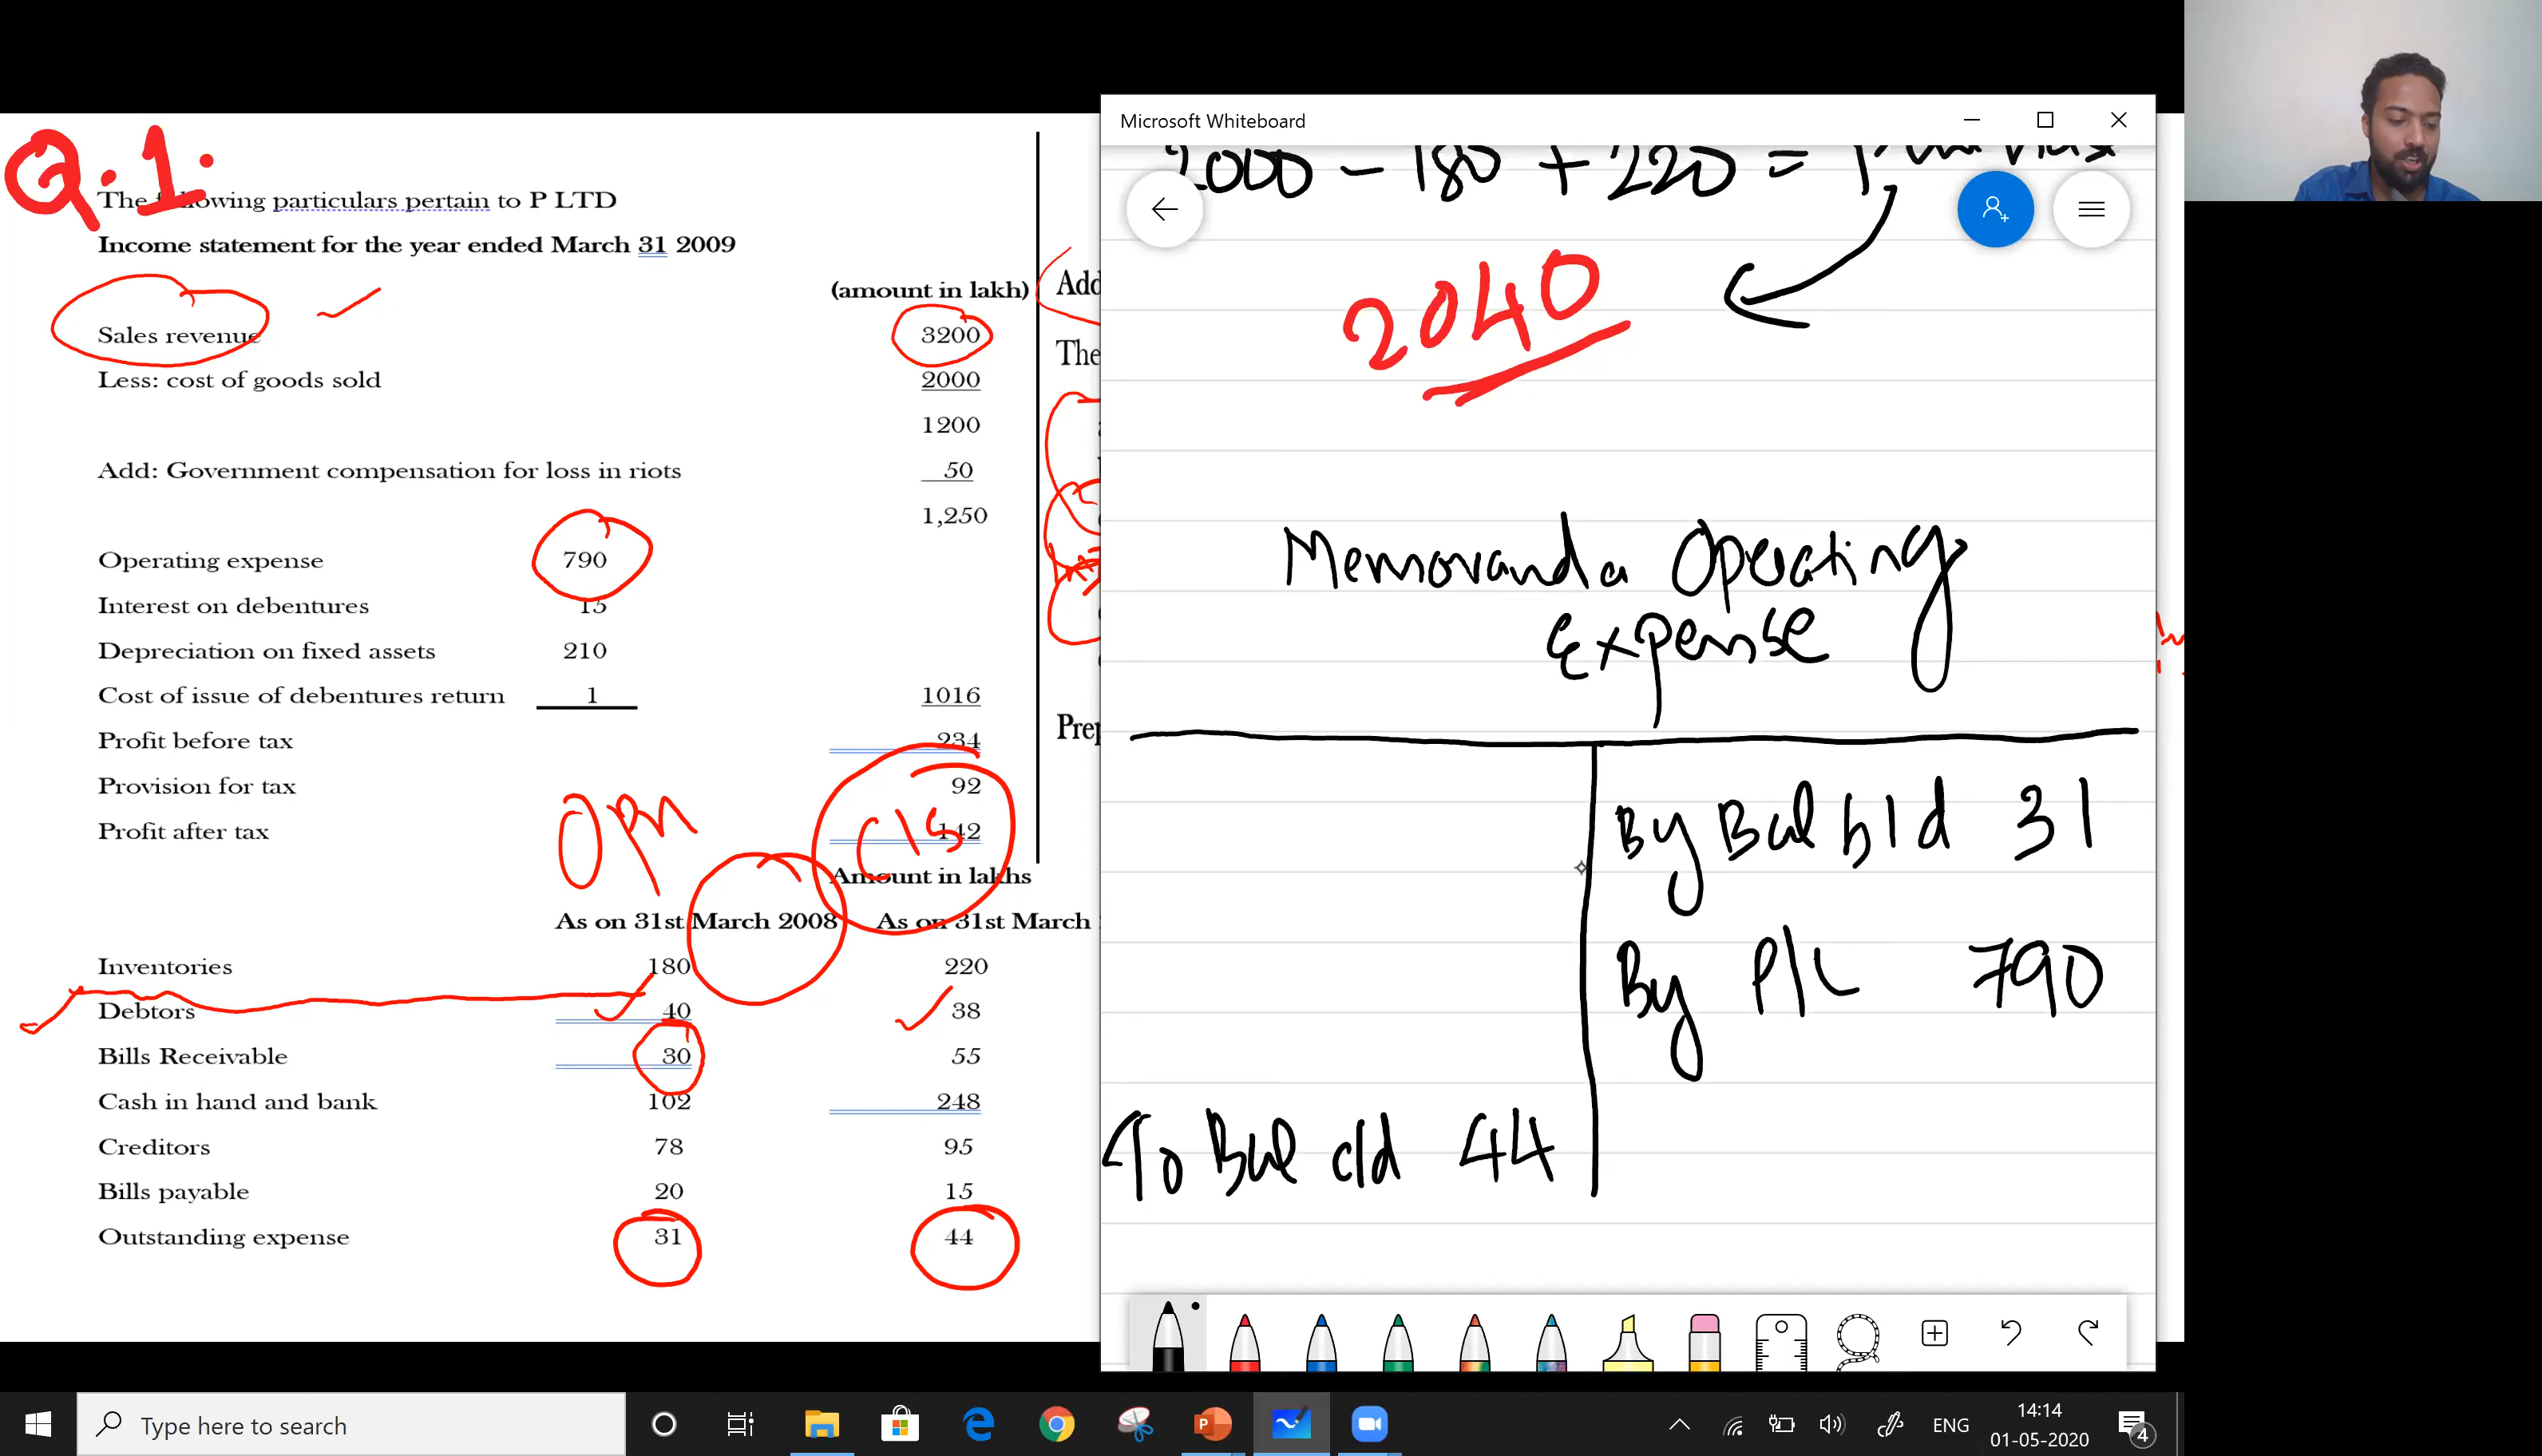 Q. 1.
The following particulars pertain to P LTD
Income statement for the year ended March 31 2009
(amount in lakh)
Sales revenue 3200
Less: cost of goods sold 2000
1200
Add: Government compensation for loss in riots 50
1,250
Operating expense 790
Interest on debentures 15
Depreciation on fixed assets 210
Cost of issue of debentures return 1 1016
Profit before tax 234
Provision for tax 92
Profit after tax 142
Opn
Cls
Amount in lakhs
As on 31st March 2008 As on 31st March
Inventories 180 220
Debtors 40 38
Bills Receivable 30 55
Cash in hand and bank 102 248
Creditors 78 95
Bills payable 20 15
Outstanding expense 31 44
Add
The
Prep
Microsoft Whiteboard
2000 - 180 + 220 =
2040
Memoranda Operating
Expense
By Bal b/d 31
By P/L 790
To Bal c/d 44
Type here to search
ENG
14:14
01-05-2020
4